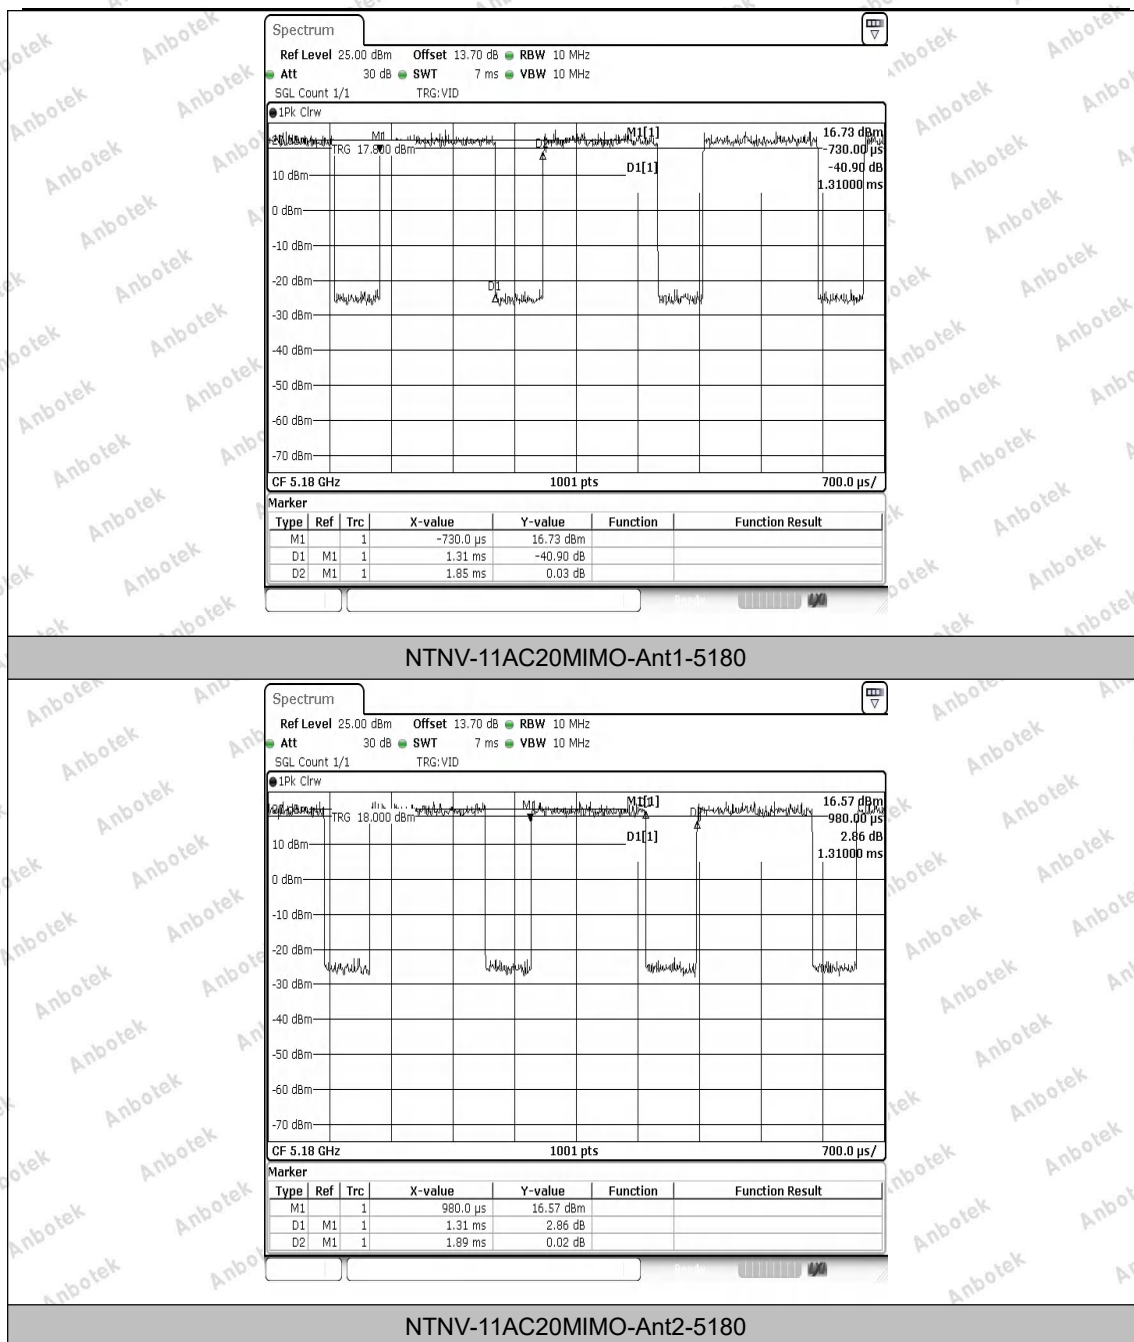 Spectrum
Ref Level 25.00 dBm Offset 13.70 dB RBW 10 MHz
Att 30 dB SWT 7 ms VBW 10 MHz
SGL Count 1/1 TRG:VID
1Pk Clrw
M1[1] 16.73 dBm
-730.00 µs
D1[1] -40.90 dB
1.31000 ms
M1
D2
TRG 17.800 dBm
10 dBm
0 dBm
-10 dBm
-20 dBm
D1
-30 dBm
-40 dBm
-50 dBm
-60 dBm
-70 dBm
CF 5.18 GHz 1001 pts 700.0 µs/
Marker
Type Ref Trc X-value Y-value Function Function Result
M1 1 -730.0 µs 16.73 dBm
D1 M1 1 1.31 ms -40.90 dB
D2 M1 1 1.85 ms 0.03 dB
NTNV-11AC20MIMO-Ant1-5180
Spectrum
Ref Level 25.00 dBm Offset 13.70 dB RBW 10 MHz
Att 30 dB SWT 7 ms VBW 10 MHz
SGL Count 1/1 TRG:VID
1Pk Clrw
M1[1] 16.57 dBm
980.00 µs
D1[1] 2.86 dB
1.31000 ms
M1
TRG 18.000 dBm
10 dBm
0 dBm
-10 dBm
-20 dBm
-30 dBm
-40 dBm
-50 dBm
-60 dBm
-70 dBm
CF 5.18 GHz 1001 pts 700.0 µs/
Marker
Type Ref Trc X-value Y-value Function Function Result
M1 1 980.0 µs 16.57 dBm
D1 M1 1 1.31 ms 2.86 dB
D2 M1 1 1.89 ms 0.02 dB
NTNV-11AC20MIMO-Ant2-5180
Anbotek